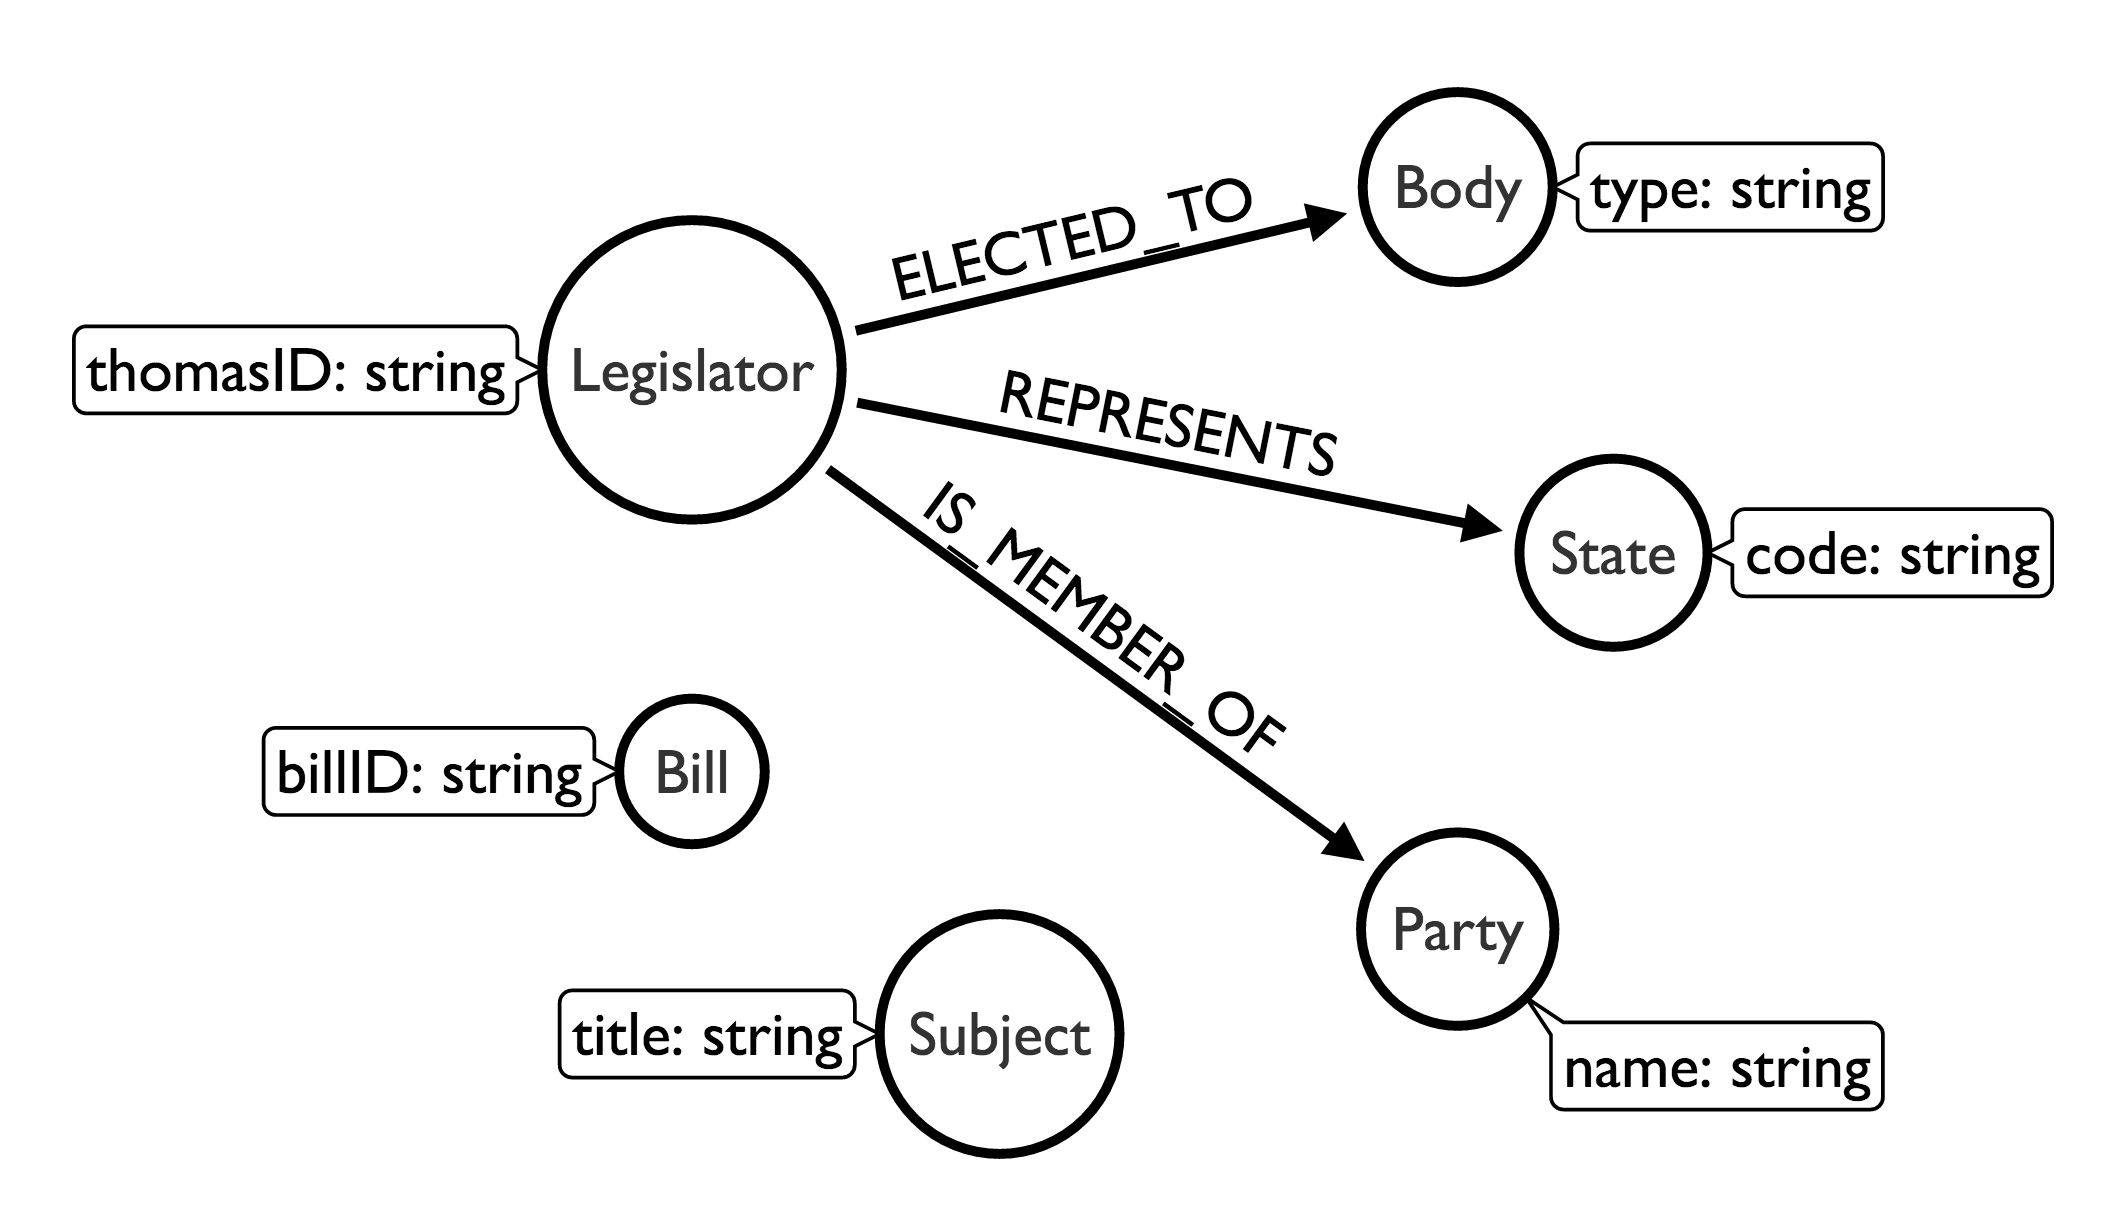 Body
type: string
ELECTED_TO
thomasID: string
Legislator
REPRESENTS
State
code: string
IS_MEMBER_OF
billID: string
Bill
Party
title: string
Subject
name: string